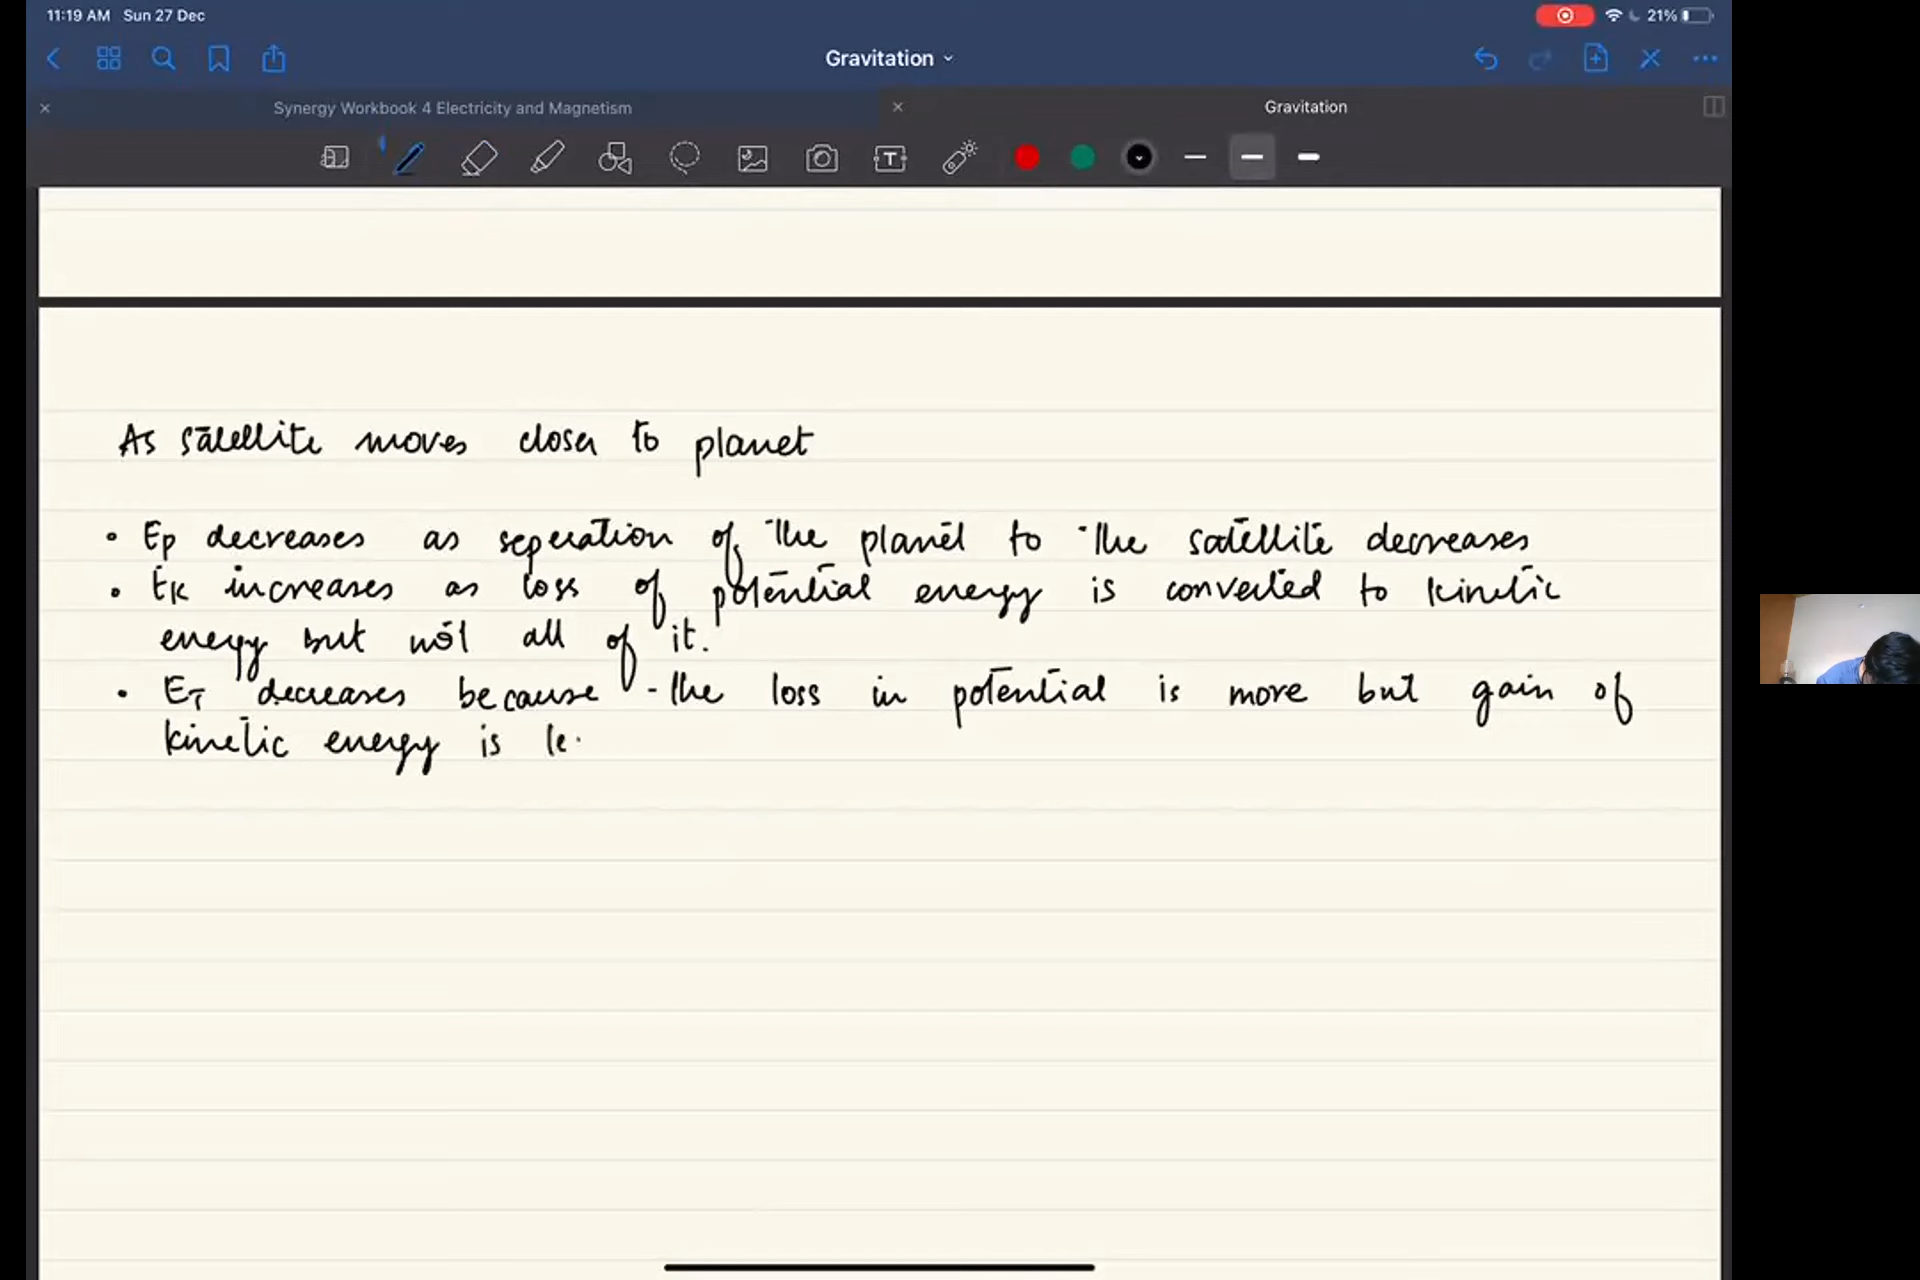 11:19 AM Sun 27 Dec
21%
Gravitation
Synergy Workbook 4 Electricity and Magnetism
Gravitation
T
As satellite moves closer to planet
• Ep decreases as seperation of the planet to the satellite decreases
• Ek increases as loss of potential energy is converted to kinetic
energy but not all of it.
• ET decreases because the loss in potential is more but gain of
kinetic energy is le